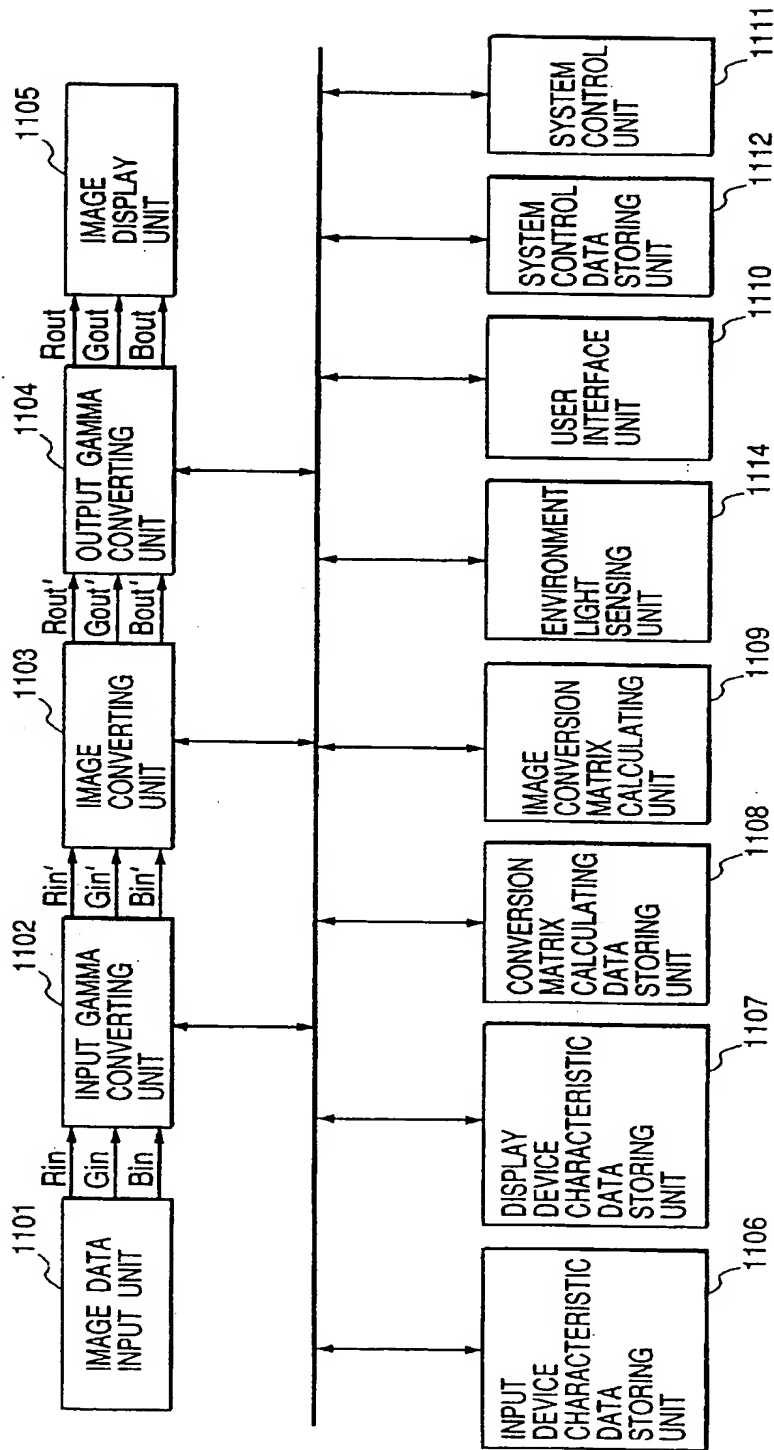 1101
IMAGE DATA
INPUT UNIT
Rin
Gin
Bin
1102
INPUT GAMMA
CONVERTING
UNIT
Rin'
Gin'
Bin'
1103
IMAGE
CONVERTING
UNIT
Rout'
Gout'
Bout'
1104
OUTPUT GAMMA
CONVERTING
UNIT
Rout
Gout
Bout
1105
IMAGE
DISPLAY
UNIT
INPUT
DEVICE
CHARACTERISTIC
DATA
STORING
UNIT
1106
DISPLAY
DEVICE
CHARACTERISTIC
DATA
STORING
UNIT
1107
CONVERSION
MATRIX
CALCULATING
DATA
STORING
UNIT
1108
IMAGE
CONVERSION
MATRIX
CALCULATING
UNIT
1109
ENVIRONMENT
LIGHT
SENSING
UNIT
1114
USER
INTERFACE
UNIT
1110
SYSTEM
CONTROL
DATA
STORING
UNIT
1112
SYSTEM
CONTROL
UNIT
1111